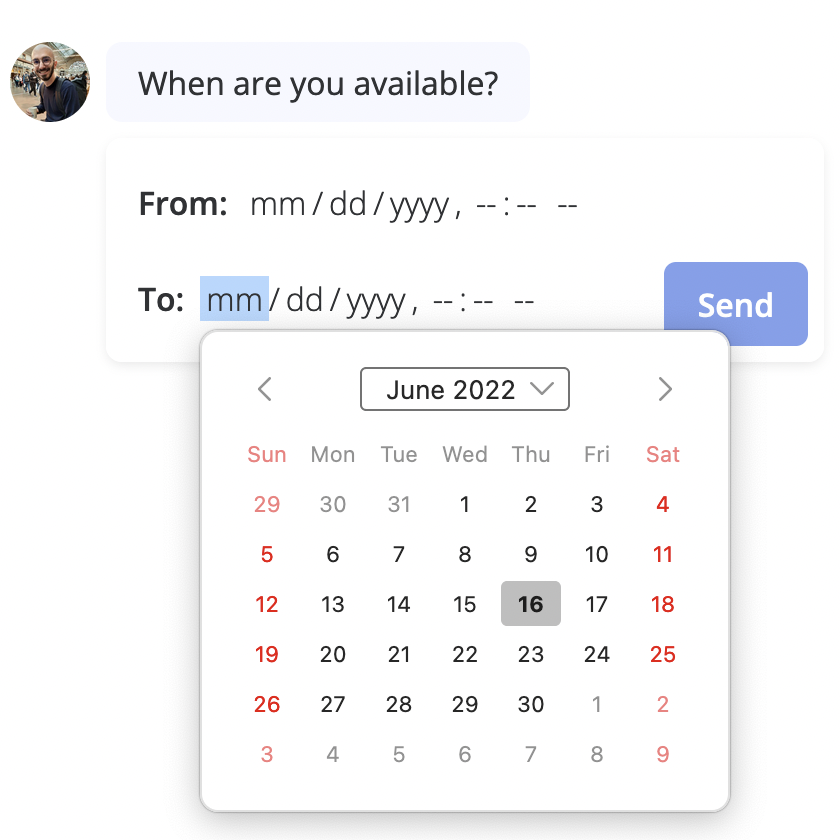 When are you available?
From: mm/dd/yyyy, --:-- --
To: mm/dd/yyyy, --:-- --
Send
June 2022
Sun Mon Tue Wed Thu Fri Sat
29 30 31 1 2 3 4
5 6 7 8 9 10 11
12 13 14 15 16 17 18
19 20 21 22 23 24 25
26 27 28 29 30 1 2
3 4 5 6 7 8 9